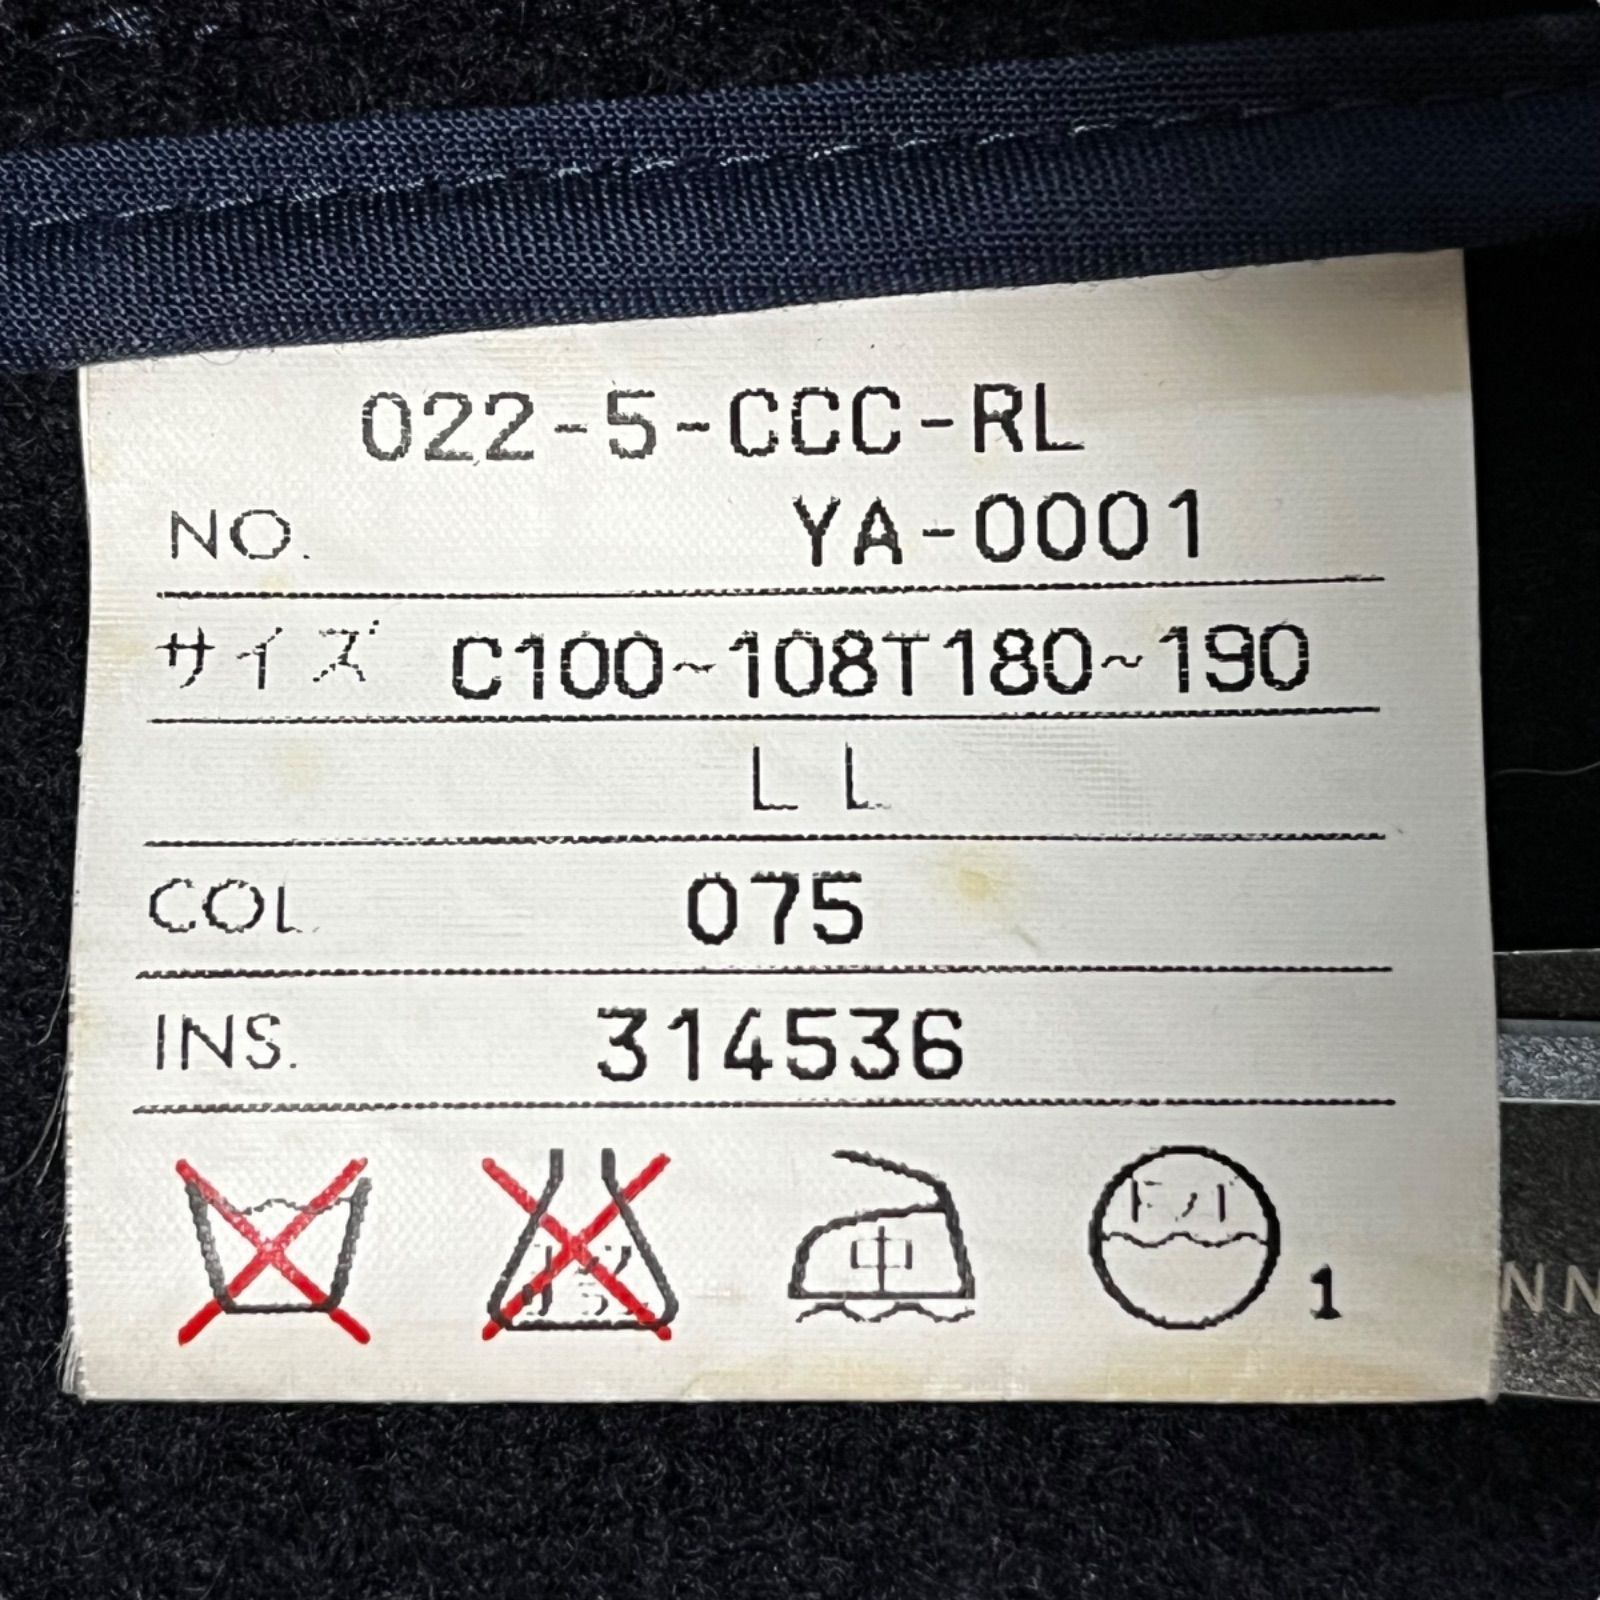 022-5-CCC-RL
NO. YA-0001
サイズ C100~108T180~190
LL
COL. 075
INS. 314536
中
1
NN